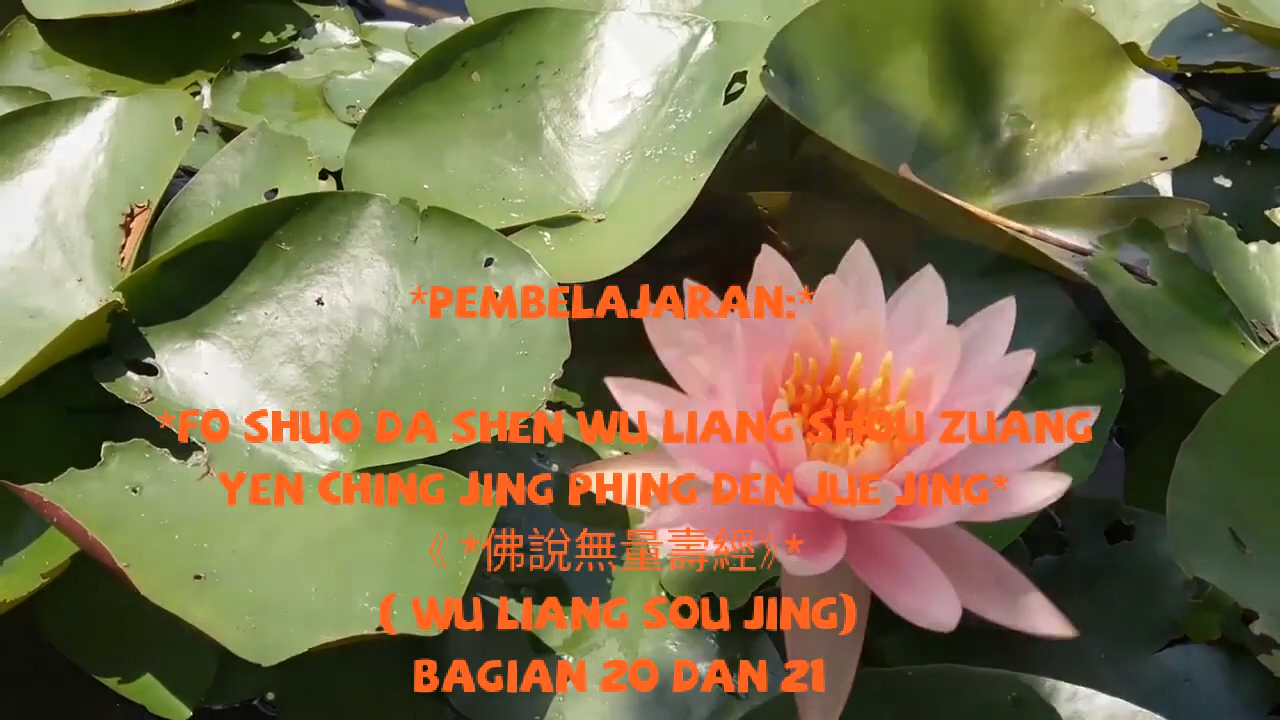 *PEMBELAJARAN:*
*FO SHUO DA SHEN WU LIANG SHOU ZUANG
YEN CHING JING PHING DEN JUE JING*
《 *佛說無量壽經》*
( WU LIANG SOU JING)
BAGIAN 20 DAN 21